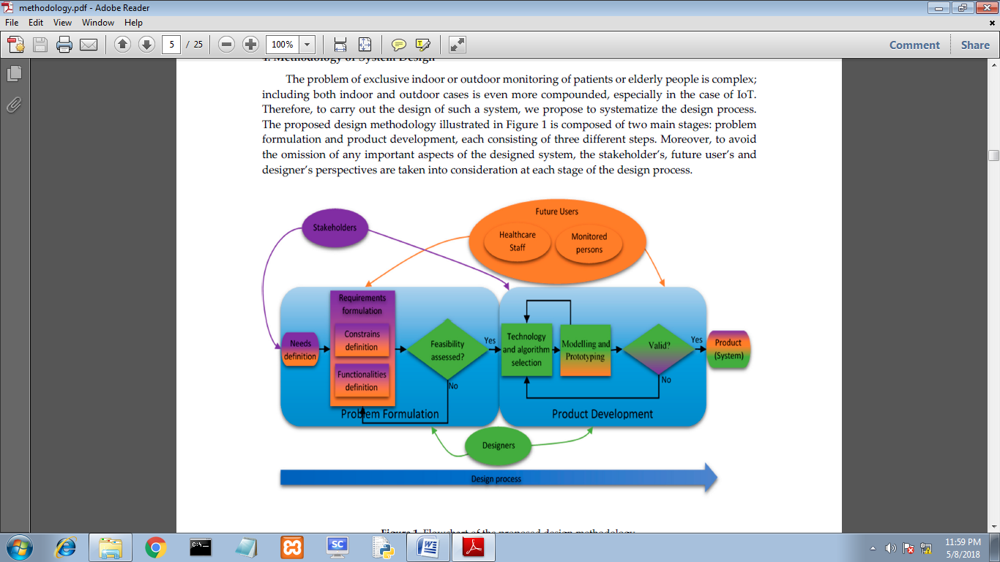 methodology.pdf - Adobe Reader
File Edit View Window Help
5 / 25 100% Comment Share
4. Methodology of System Design
The problem of exclusive indoor or outdoor monitoring of patients or elderly people is complex;
including both indoor and outdoor cases is even more compounded, especially in the case of IoT.
Therefore, to carry out the design of such a system, we propose to systematize the design process.
The proposed design methodology illustrated in Figure 1 is composed of two main stages: problem
formulation and product development, each consisting of three different steps. Moreover, to avoid
the omission of any important aspects of the designed system, the stakeholder's, future user's and
designer's perspectives are taken into consideration at each stage of the design process.
Stakeholders
Future Users
Healthcare
Staff
Monitored
persons
Needs
definition
Requirements
formulation
Constrains
definition
Functionalities
definition
Feasibility
assessed?
Yes
No
Problem Formulation
Technology
and algorithm
selection
Modelling and
Prototyping
Valid?
Yes
No
Product Development
Product
(System)
Designers
Design process
Figure 1. Flowchart of the proposed design methodology.
C:\_
SC
W
11:59 PM
5/8/2018